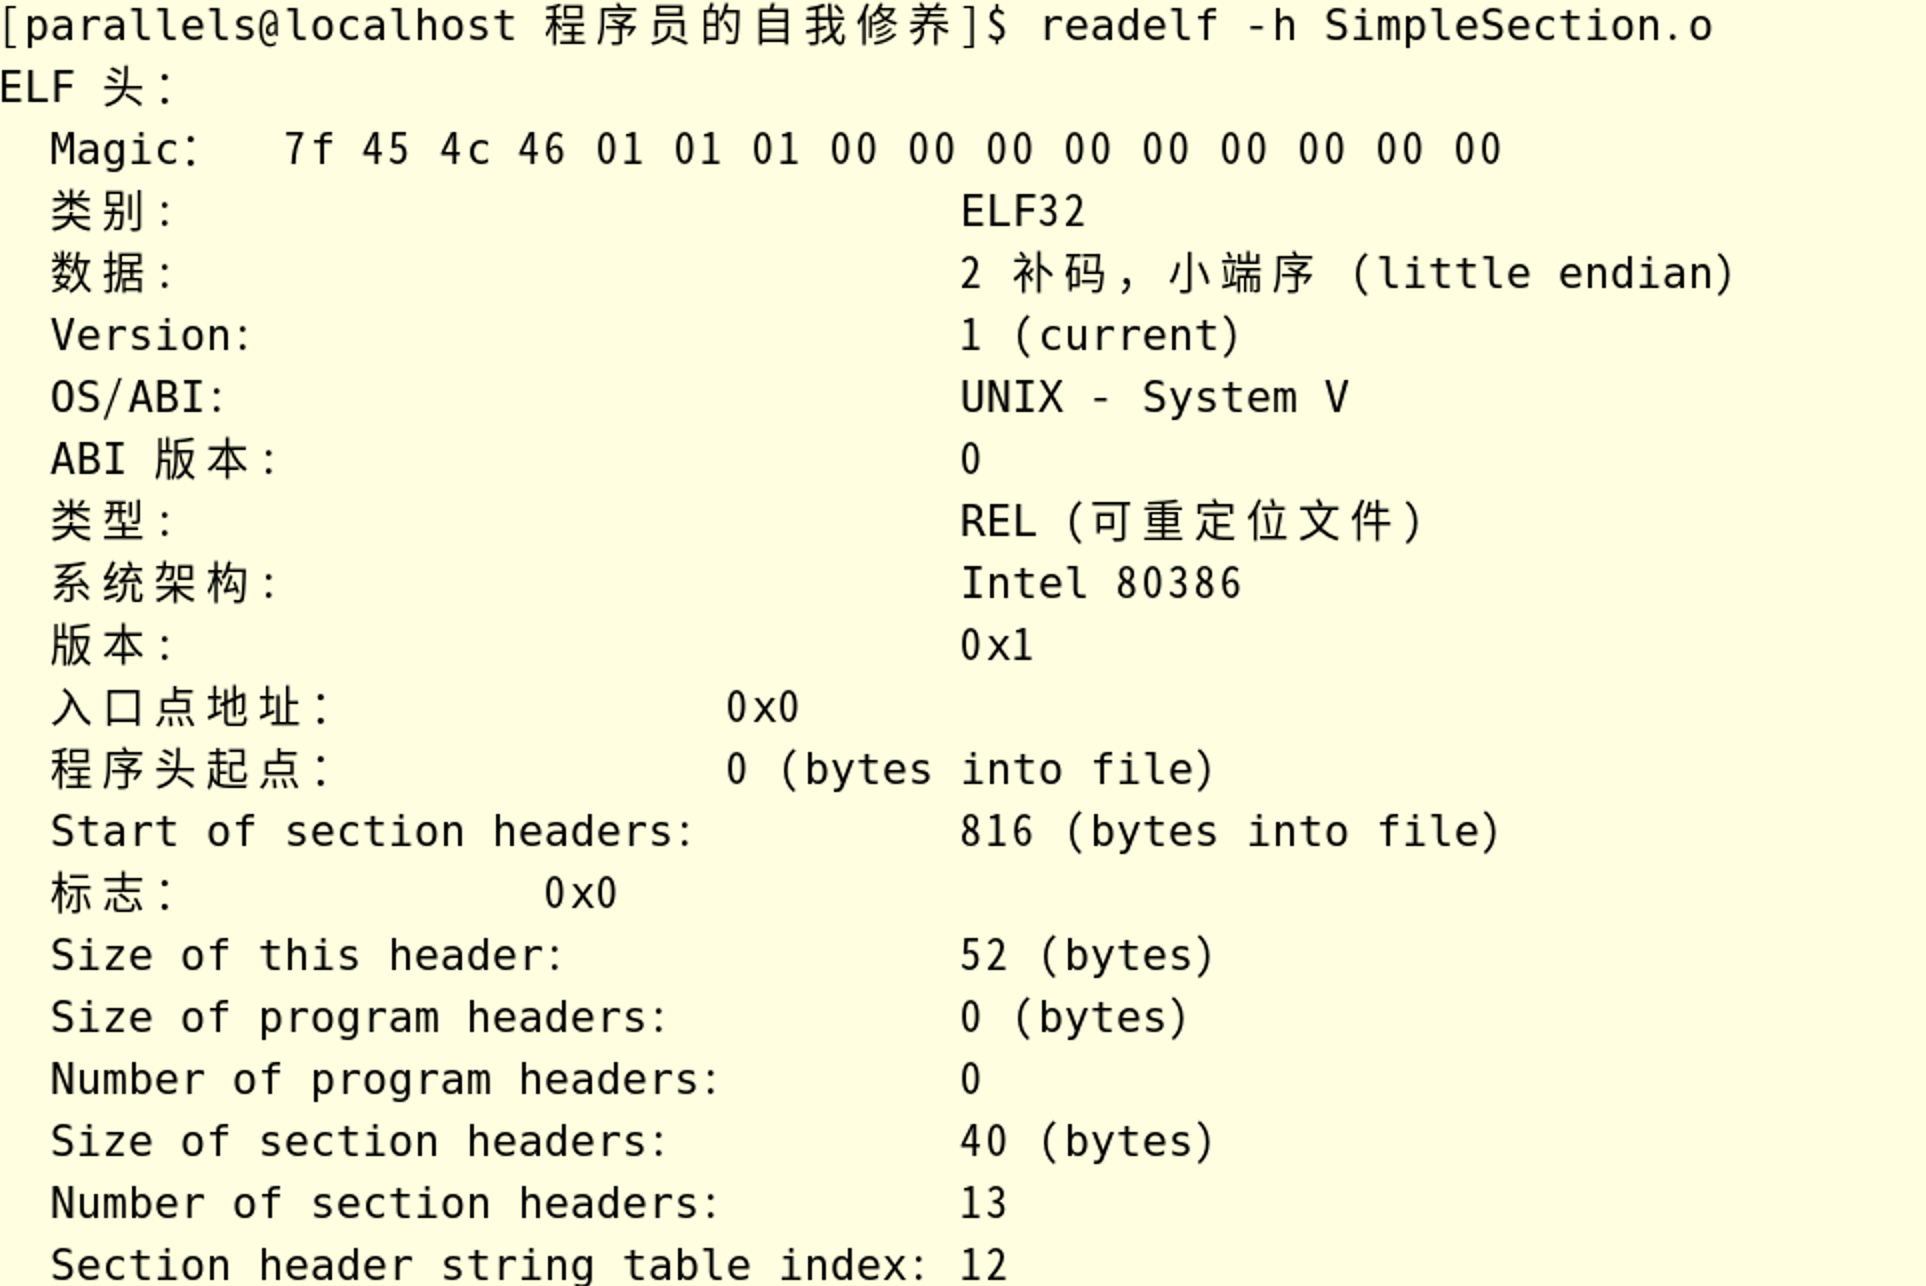 [parallels@localhost 程序员的自我修养]$ readelf -h SimpleSection.o
ELF 头：
  Magic：   7f 45 4c 46 01 01 01 00 00 00 00 00 00 00 00 00
  类别:                              ELF32
  数据:                              2 补码，小端序 (little endian)
  Version:                           1 (current)
  OS/ABI:                            UNIX - System V
  ABI 版本:                          0
  类型:                              REL (可重定位文件)
  系统架构:                          Intel 80386
  版本:                              0x1
  入口点地址：               0x0
  程序头起点：               0 (bytes into file)
  Start of section headers:          816 (bytes into file)
  标志：              0x0
  Size of this header:               52 (bytes)
  Size of program headers:           0 (bytes)
  Number of program headers:         0
  Size of section headers:           40 (bytes)
  Number of section headers:         13
  Section header string table index: 12